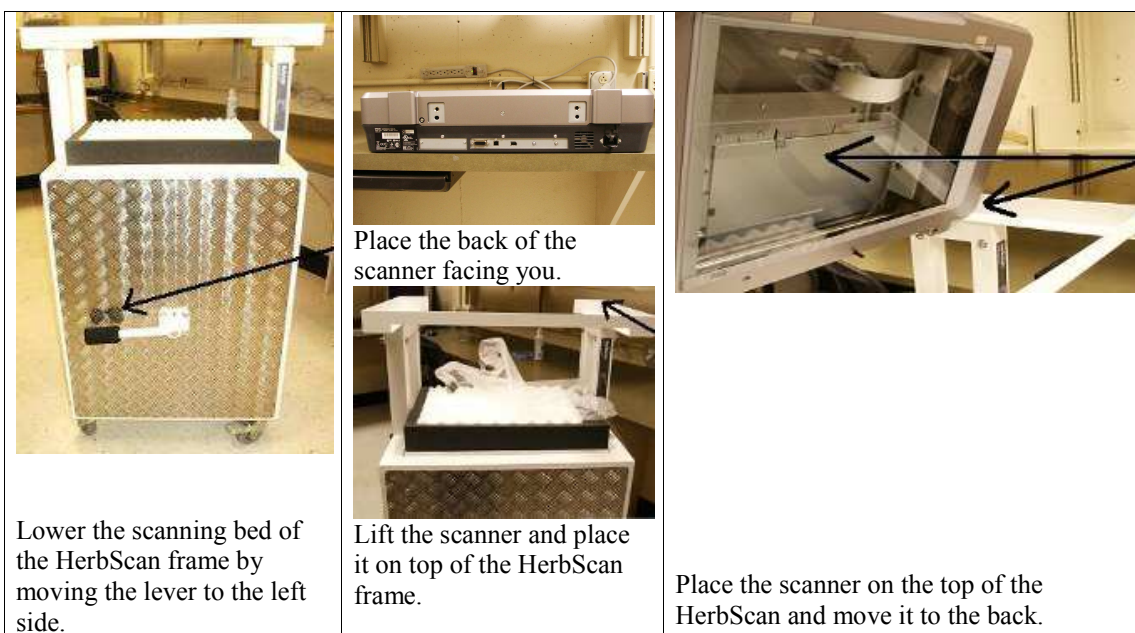 Lower the scanning bed of
the HerbScan frame by
moving the lever to the left
side.
Place the back of the
scanner facing you.
Lift the scanner and place
it on top of the HerbScan
frame.
Place the scanner on the top of the
HerbScan and move it to the back.